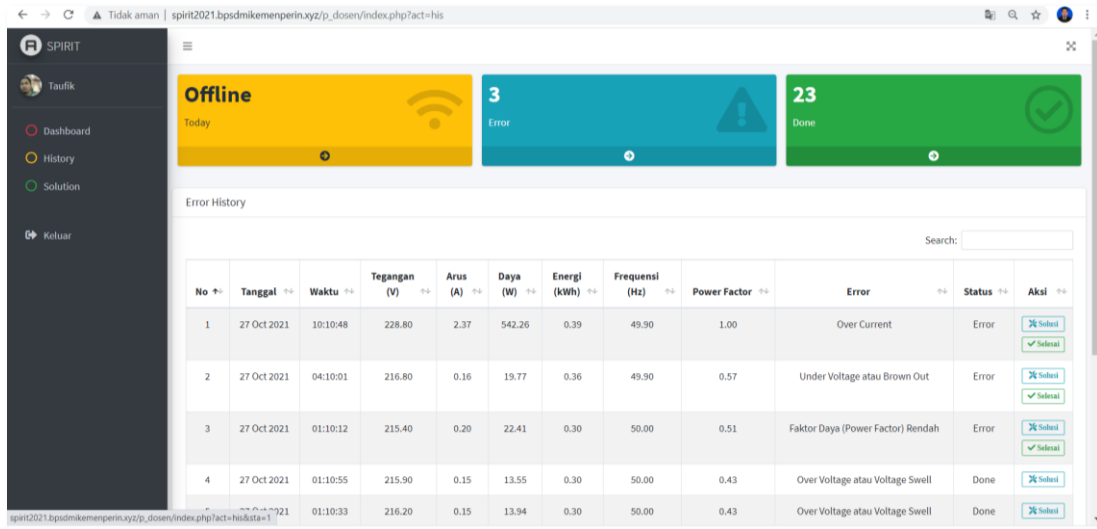 Tidak aman | spirit2021.bpsdmikemenperin.xyz/p_dosen/index.php?act=his
SPIRIT
Taufik
Dashboard
History
Solution
Keluar
Offline
Today
3
Error
23
Done
Error History
Search:
No Tanggal Waktu Tegangan (V) Arus (A) Daya (W) Energi (kWh) Frequensi (Hz) Power Factor Error Status Aksi
1 27 Oct 2021 10:10:48 228.80 2.37 542.26 0.39 49.90 1.00 Over Current Error Solusi
Selesai
2 27 Oct 2021 04:10:01 216.80 0.16 19.77 0.36 49.90 0.57 Under Voltage atau Brown Out Error Solusi
Selesai
3 27 Oct 2021 01:10:12 215.40 0.20 22.41 0.30 50.00 0.51 Faktor Daya (Power Factor) Rendah Error Solusi
Selesai
4 27 Oct 2021 01:10:55 215.90 0.15 13.55 0.30 50.00 0.43 Over Voltage atau Voltage Swell Done Solusi
2021 01:10:33 216.20 0.15 13.94 0.30 50.00 0.43 Over Voltage atau Voltage Swell Done Solusi
spirit2021.bpsdmikemenperin.xyz/p_dosen/index.php?act=his&sta=1